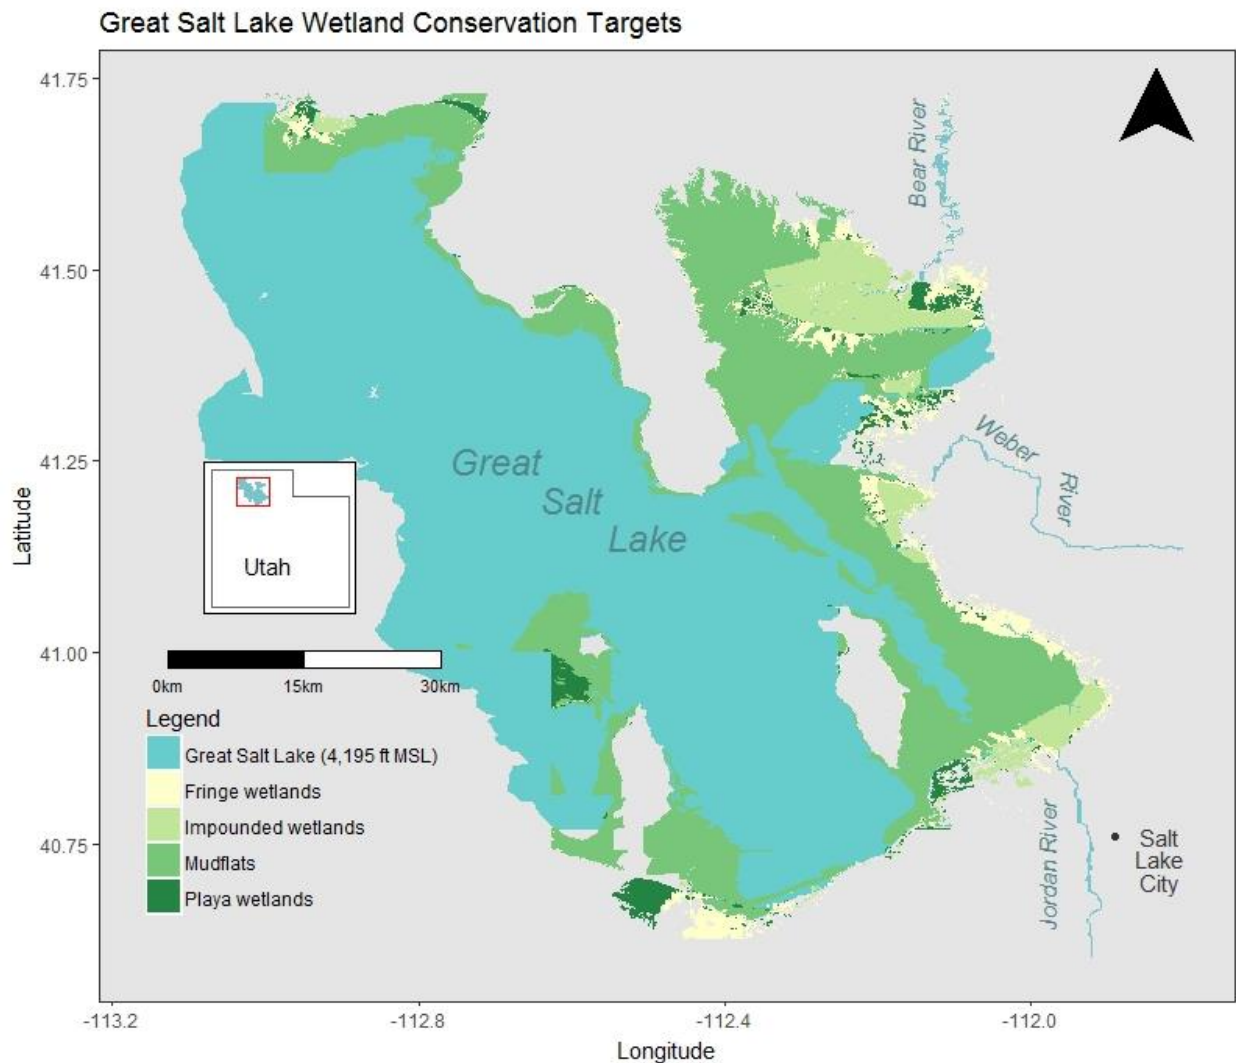 Great Salt Lake Wetland Conservation Targets
41.75
41.50
41.25
41.00
40.75
Latitude
Bear River
Weber
River
Great
Salt
Lake
Utah
0km 15km 30km
Legend
Great Salt Lake (4,195 ft MSL)
Fringe wetlands
Impounded wetlands
Mudflats
Playa wetlands
Jordan River
Salt
Lake
City
-113.2 -112.8 -112.4 -112.0
Longitude